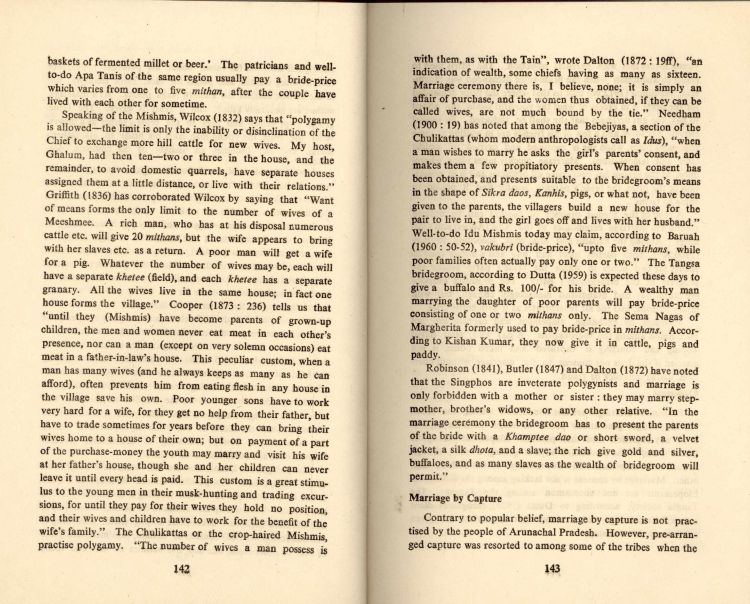 baskets of fermented millet or beer.' The patricians and well-
to-do Apa Tanis of the same region usually pay a bride-price
which varies from one to five mithan, after the couple have
lived with each other for sometime.
Speaking of the Mishmis, Wilcox (1832) says that "polygamy
is allowed—the limit is only the inability or disinclination of the
Chief to exchange more hill cattle for new wives. My host,
Ghalum, had then ten—two or three in the house, and the
remainder, to avoid domestic quarrels, have separate houses
assigned them at a little distance, or live with their relations."
Griffith (1836) has corroborated Wilcox by saying that "Want
of means forms the only limit to the number of wives of a
Meeshmee. A rich man, who has at his disposal numerous
cattle etc. will give 20 mithans, but the wife appears to bring
with her slaves etc. as a return. A poor man will get a wife
for a pig. Whatever the number of wives may be, each will
have a separate khetee (field), and each khetee has a separate
granary. All the wives live in the same house; in fact one
house forms the village." Cooper (1873 : 236) tells us that
"until they (Mishmis) have become parents of grown-up
children, the men and women never eat meat in each other's
presence, nor can a man (except on very solemn occasions) eat
meat in a father-in-law's house. This peculiar custom, when a
man has many wives (and he always keeps as many as he can
afford), often prevents him from eating flesh in any house in
the village save his own. Poor younger sons have to work
very hard for a wife, for they get no help from their father, but
have to trade sometimes for years before they can bring their
wives home to a house of their own; but on payment of a part
of the purchase-money the youth may marry and visit his wife
at her father's house, though she and her children can never
leave it until every head is paid. This custom is a great stimu-
lus to the young men in their musk-hunting and trading excur-
sions, for until they pay for their wives they hold no position,
and their wives and children have to work for the benefit of the
wife's family." The Chulikattas or the crop-haired Mishmis,
practise polygamy. "The number of wives a man possess is
142
with them, as with the Tain", wrote Dalton (1872 : 19ff), "an
indication of wealth, some chiefs having as many as sixteen.
Marriage ceremony there is, I believe, none; it is simply an
affair of purchase, and the women thus obtained, if they can be
called wives, are not much bound by the tie." Needham
(1900 : 19) has noted that among the Bebejiyas, a section of the
Chulikattas (whom modern anthropologists call as Idus), "when
a man wishes to marry he asks the girl's parents' consent, and
makes them a few propitiatory presents. When consent has
been obtained, and presents suitable to the bridegroom's means
in the shape of Sikra daos, Kanhis, pigs, or what not, have been
given to the parents, the villagers build a new house for the
pair to live in, and the girl goes off and lives with her husband."
Well-to-do Idu Mishmis today may claim, according to Baruah
(1960 : 50-52), yakubri (bride-price), "upto five mithans, while
poor families often actually pay only one or two." The Tangsa
bridegroom, according to Dutta (1959) is expected these days to
give a buffalo and Rs. 100/- for his bride. A wealthy man
marrying the daughter of poor parents will pay bride-price
consisting of one or two mithans only. The Sema Nagas of
Margherita formerly used to pay bride-price in mithans. Accor-
ding to Kishan Kumar, they now give it in cattle, pigs and
paddy.
Robinson (1841), Butler (1847) and Dalton (1872) have noted
that the Singphos are inveterate polygynists and marriage is
only forbidden with a mother or sister : they may marry step-
mother, brother's widows, or any other relative. "In the
marriage ceremony the bridegroom has to present the parents
of the bride with a Khamptee dao or short sword, a velvet
jacket, a silk dhota, and a slave; the rich give gold and silver,
buffaloes, and as many slaves as the wealth of bridegroom will
permit."
Marriage by Capture
Contrary to popular belief, marriage by capture is not prac-
tised by the people of Arunachal Pradesh. However, pre-arran-
ged capture was resorted to among some of the tribes when the
143